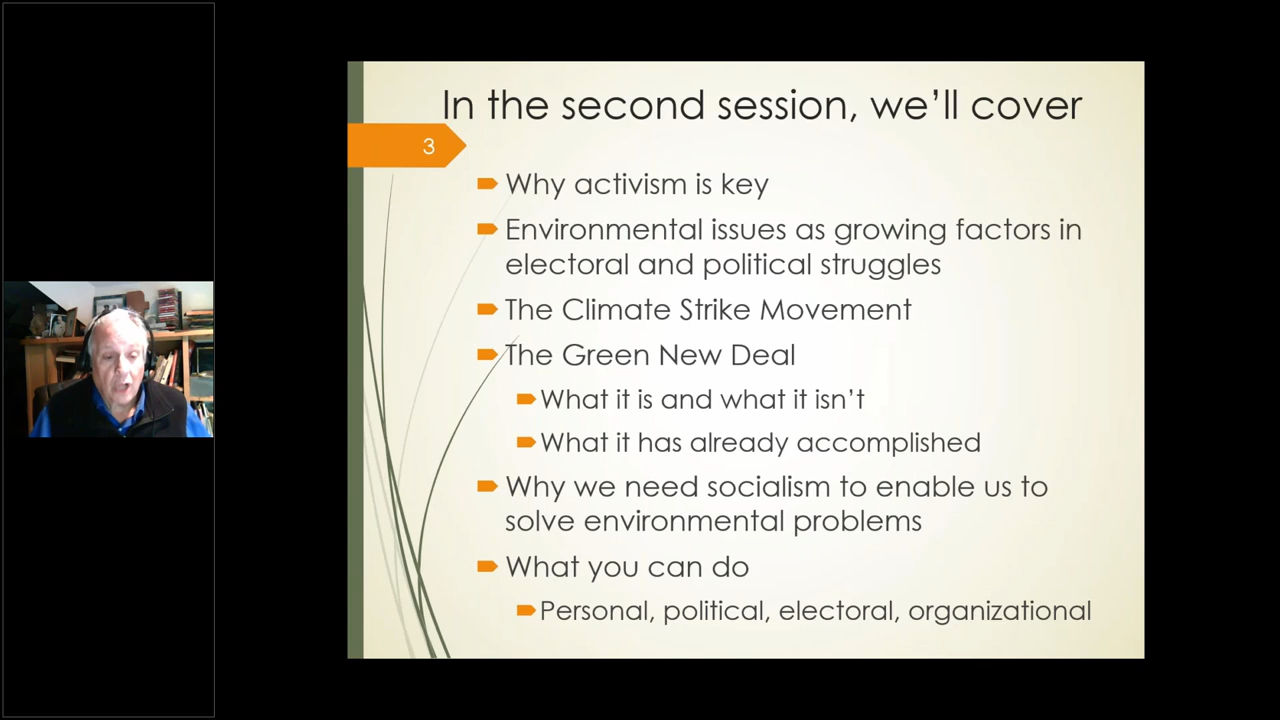 In the second session, we’ll cover
3
Why activism is key
Environmental issues as growing factors in
electoral and political struggles
The Climate Strike Movement
The Green New Deal
What it is and what it isn’t
What it has already accomplished
Why we need socialism to enable us to
solve environmental problems
What you can do
Personal, political, electoral, organizational